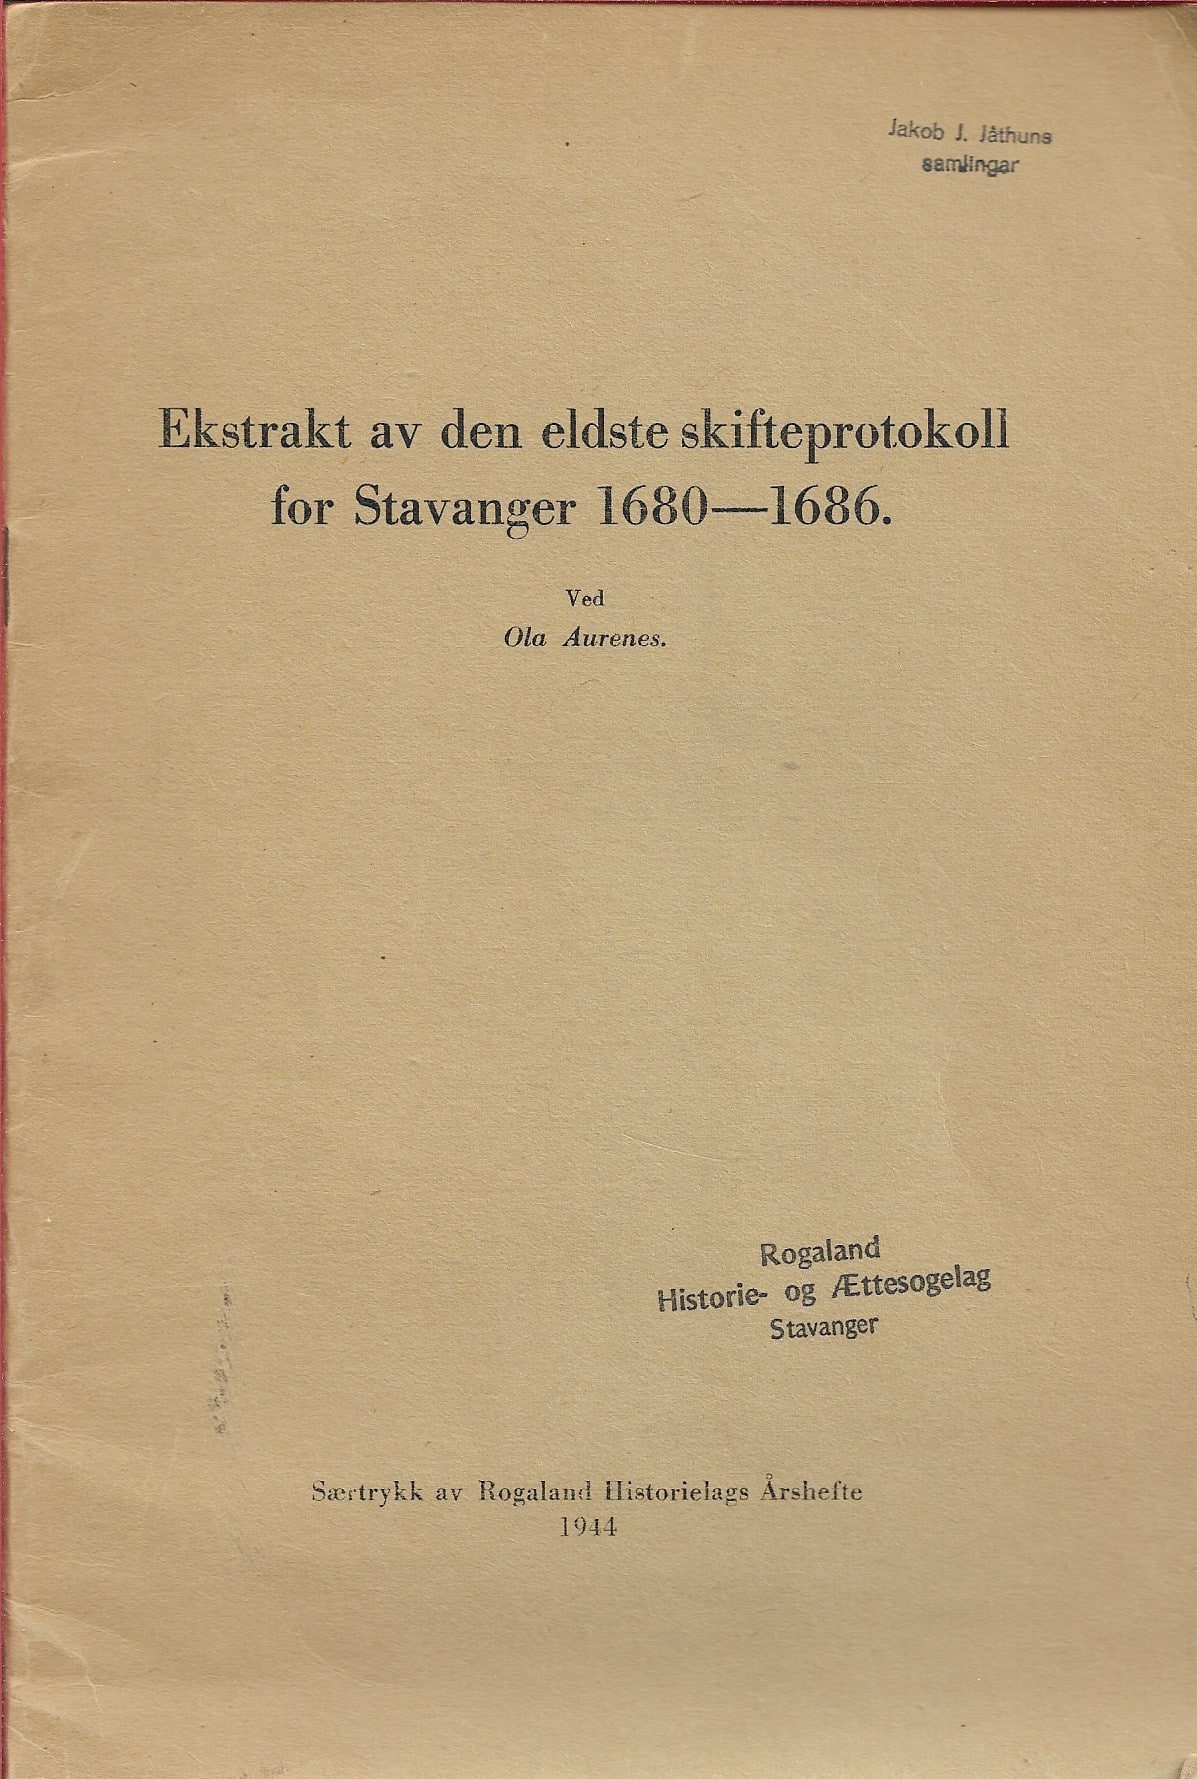 Jakob J. Jåthuns
samlingar
Ekstrakt av den eldste skifteprotokoll
for Stavanger 1680—1686.
Ved
Ola Aurenes.
Rogaland
Historie- og Ættesogelag
Stavanger
Særtrykk av Rogaland Historielags Årshefte
1944